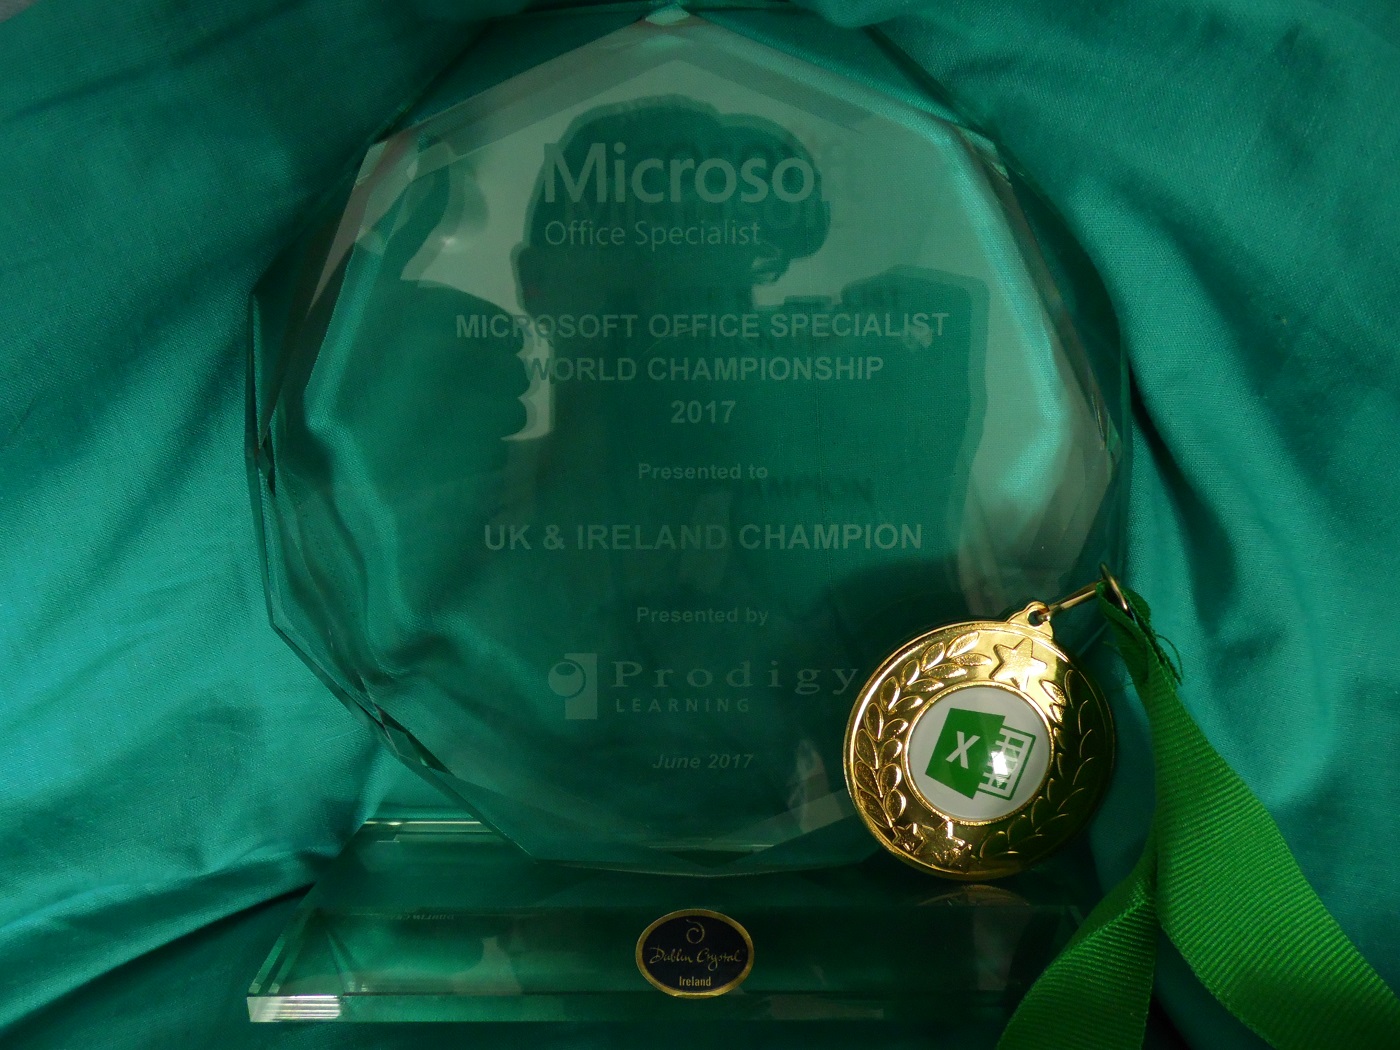 Microsoft
Office Specialist
MICROSOFT OFFICE SPECIALIST
WORLD CHAMPIONSHIP
2017
Presented to
UK & IRELAND CHAMPION
Presented by
Prodigy
LEARNING
June 2017
X
Dublin Crystal
Ireland